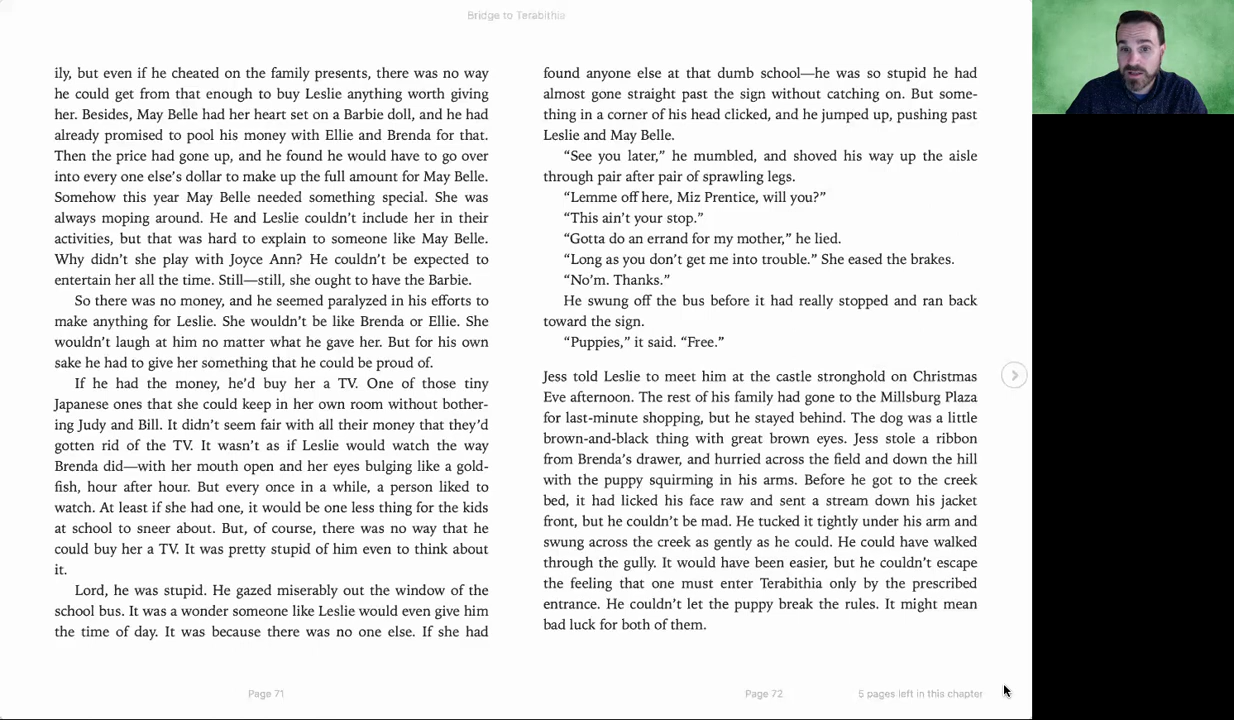 Bridge to Terabithia
ily, but even if he cheated on the family presents, there was no way
he could get from that enough to buy Leslie anything worth giving
her. Besides, May Belle had her heart set on a Barbie doll, and he had
already promised to pool his money with Ellie and Brenda for that.
Then the price had gone up, and he found he would have to go over
into every one else’s dollar to make up the full amount for May Belle.
Somehow this year May Belle needed something special. She was
always moping around. He and Leslie couldn’t include her in their
activities, but that was hard to explain to someone like May Belle.
Why didn’t she play with Joyce Ann? He couldn’t be expected to
entertain her all the time. Still—still, she ought to have the Barbie.
So there was no money, and he seemed paralyzed in his efforts to
make anything for Leslie. She wouldn’t be like Brenda or Ellie. She
wouldn’t laugh at him no matter what he gave her. But for his own
sake he had to give her something that he could be proud of.
If he had the money, he’d buy her a TV. One of those tiny
Japanese ones that she could keep in her own room without bother-
ing Judy and Bill. It didn’t seem fair with all their money that they’d
gotten rid of the TV. It wasn’t as if Leslie would watch the way
Brenda did—with her mouth open and her eyes bulging like a gold-
fish, hour after hour. But every once in a while, a person liked to
watch. At least if she had one, it would be one less thing for the kids
at school to sneer about. But, of course, there was no way that he
could buy her a TV. It was pretty stupid of him even to think about
it.
Lord, he was stupid. He gazed miserably out the window of the
school bus. It was a wonder someone like Leslie would even give him
the time of day. It was because there was no one else. If she had
Page 71
found anyone else at that dumb school—he was so stupid he had
almost gone straight past the sign without catching on. But some-
thing in a corner of his head clicked, and he jumped up, pushing past
Leslie and May Belle.
“See you later,” he mumbled, and shoved his way up the aisle
through pair after pair of sprawling legs.
“Lemme off here, Miz Prentice, will you?”
“This ain’t your stop.”
“Gotta do an errand for my mother,” he lied.
“Long as you don’t get me into trouble.” She eased the brakes.
“No’m. Thanks.”
He swung off the bus before it had really stopped and ran back
toward the sign.
“Puppies,” it said. “Free.”
Jess told Leslie to meet him at the castle stronghold on Christmas
Eve afternoon. The rest of his family had gone to the Millsburg Plaza
for last-minute shopping, but he stayed behind. The dog was a little
brown-and-black thing with great brown eyes. Jess stole a ribbon
from Brenda’s drawer, and hurried across the field and down the hill
with the puppy squirming in his arms. Before he got to the creek
bed, it had licked his face raw and sent a stream down his jacket
front, but he couldn’t be mad. He tucked it tightly under his arm and
swung across the creek as gently as he could. He could have walked
through the gully. It would have been easier, but he couldn’t escape
the feeling that one must enter Terabithia only by the prescribed
entrance. He couldn’t let the puppy break the rules. It might mean
bad luck for both of them.
Page 72
5 pages left in this chapter